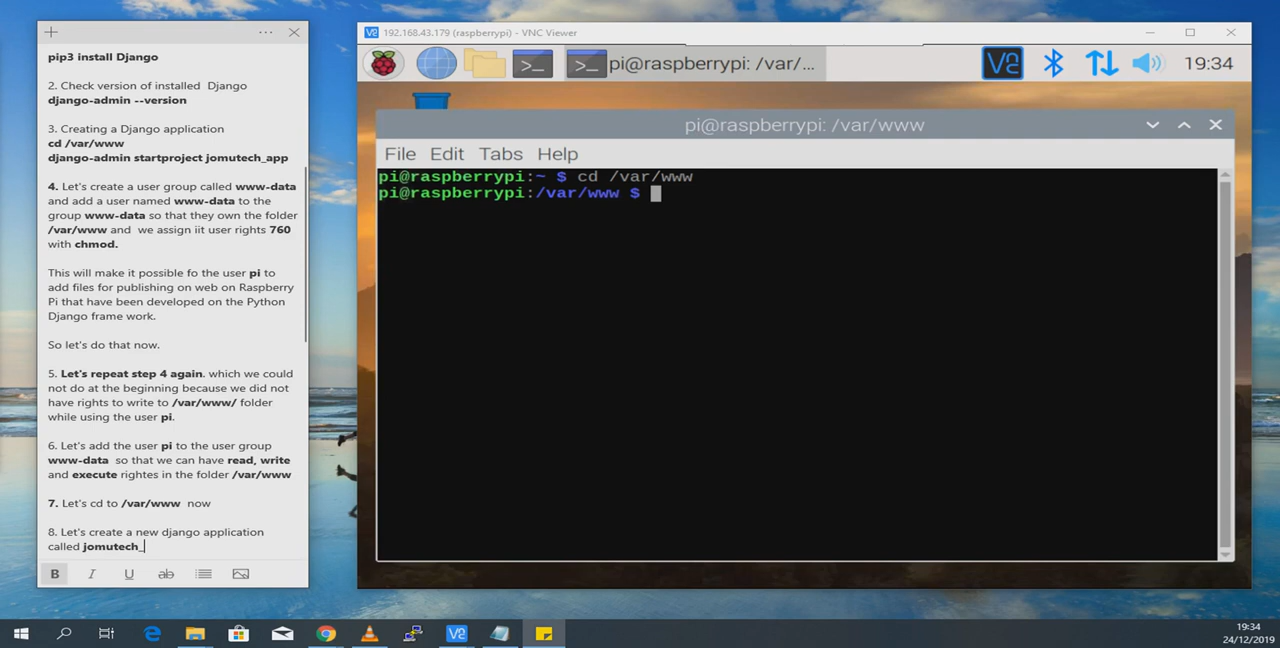 pip3 install Django
2. Check version of installed  Django
django-admin --version
3. Creating a Django application
cd /var/www
django-admin startproject jomutech_app
4. Let's create a user group called www-data
and add a user named www-data to the
group www-data so that they own the folder
/var/www and  we assign iit user rights 760
with chmod.
This will make it possible fo the user pi to
add files for publishing on web on Raspberry
Pi that have been developed on the Python
Django frame work.
So let's do that now.
5. Let's repeat step 4 again. which we could
not do at the beginning because we did not
have rights to write to /var/www/ folder
while using the user pi.
6. Let's add the user pi to the user group
www-data  so that we can have read, write
and execute rightes in the folder /var/www
7. Let's cd to /var/www  now
8. Let's create a new django application
called jomutech_
B I U ab
192.168.43.179 (raspberrypi) - VNC Viewer
pi@raspberrypi: /var/...
19:34
pi@raspberrypi: /var/www
File Edit Tabs Help
pi@raspberrypi:~ $ cd /var/www
pi@raspberrypi:/var/www $
19:34
24/12/2019